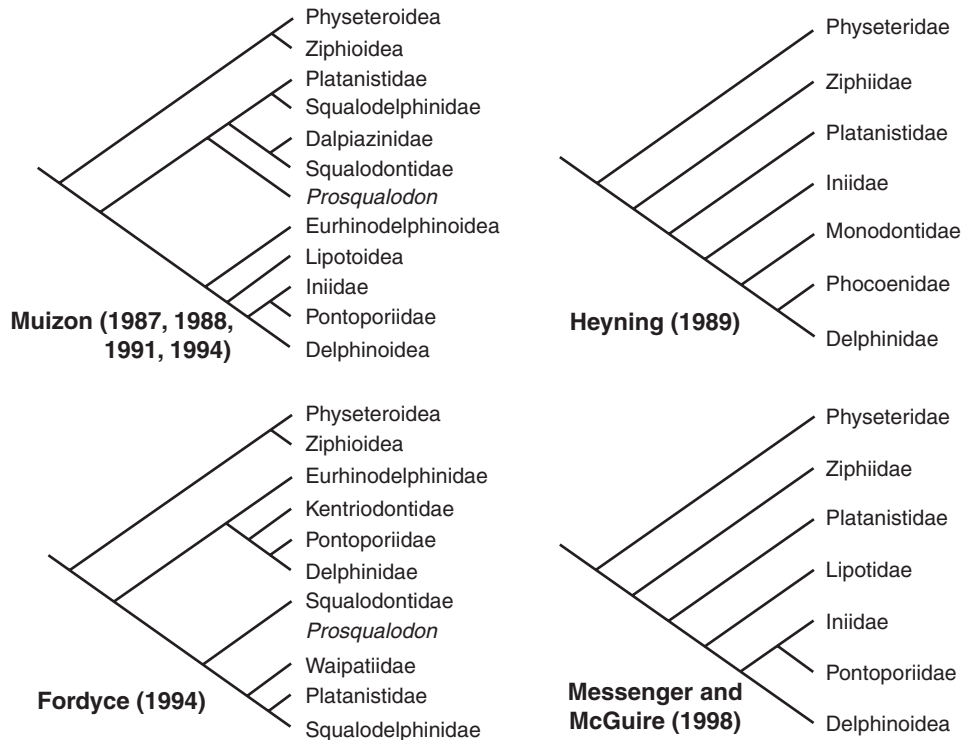 Physeteroidea
Ziphioidea
Platanistidae
Squalodelphinidae
Dalpiazinidae
Squalodontidae
Prosqualodon
Eurhinodelphinoidea
Lipotoidea
Iniidae
Pontoporiidae
Delphinoidea
Muizon (1987, 1988,
1991, 1994)
Physeteridae
Ziphiidae
Platanistidae
Iniidae
Monodontidae
Phocoenidae
Delphinidae
Heyning (1989)
Physeteroidea
Ziphioidea
Eurhinodelphinidae
Kentriodontidae
Pontoporiidae
Delphinidae
Squalodontidae
Prosqualodon
Waipatiidae
Platanistidae
Squalodelphinidae
Fordyce (1994)
Physeteridae
Ziphiidae
Platanistidae
Lipotidae
Iniidae
Pontoporiidae
Delphinoidea
Messenger and
McGuire (1998)